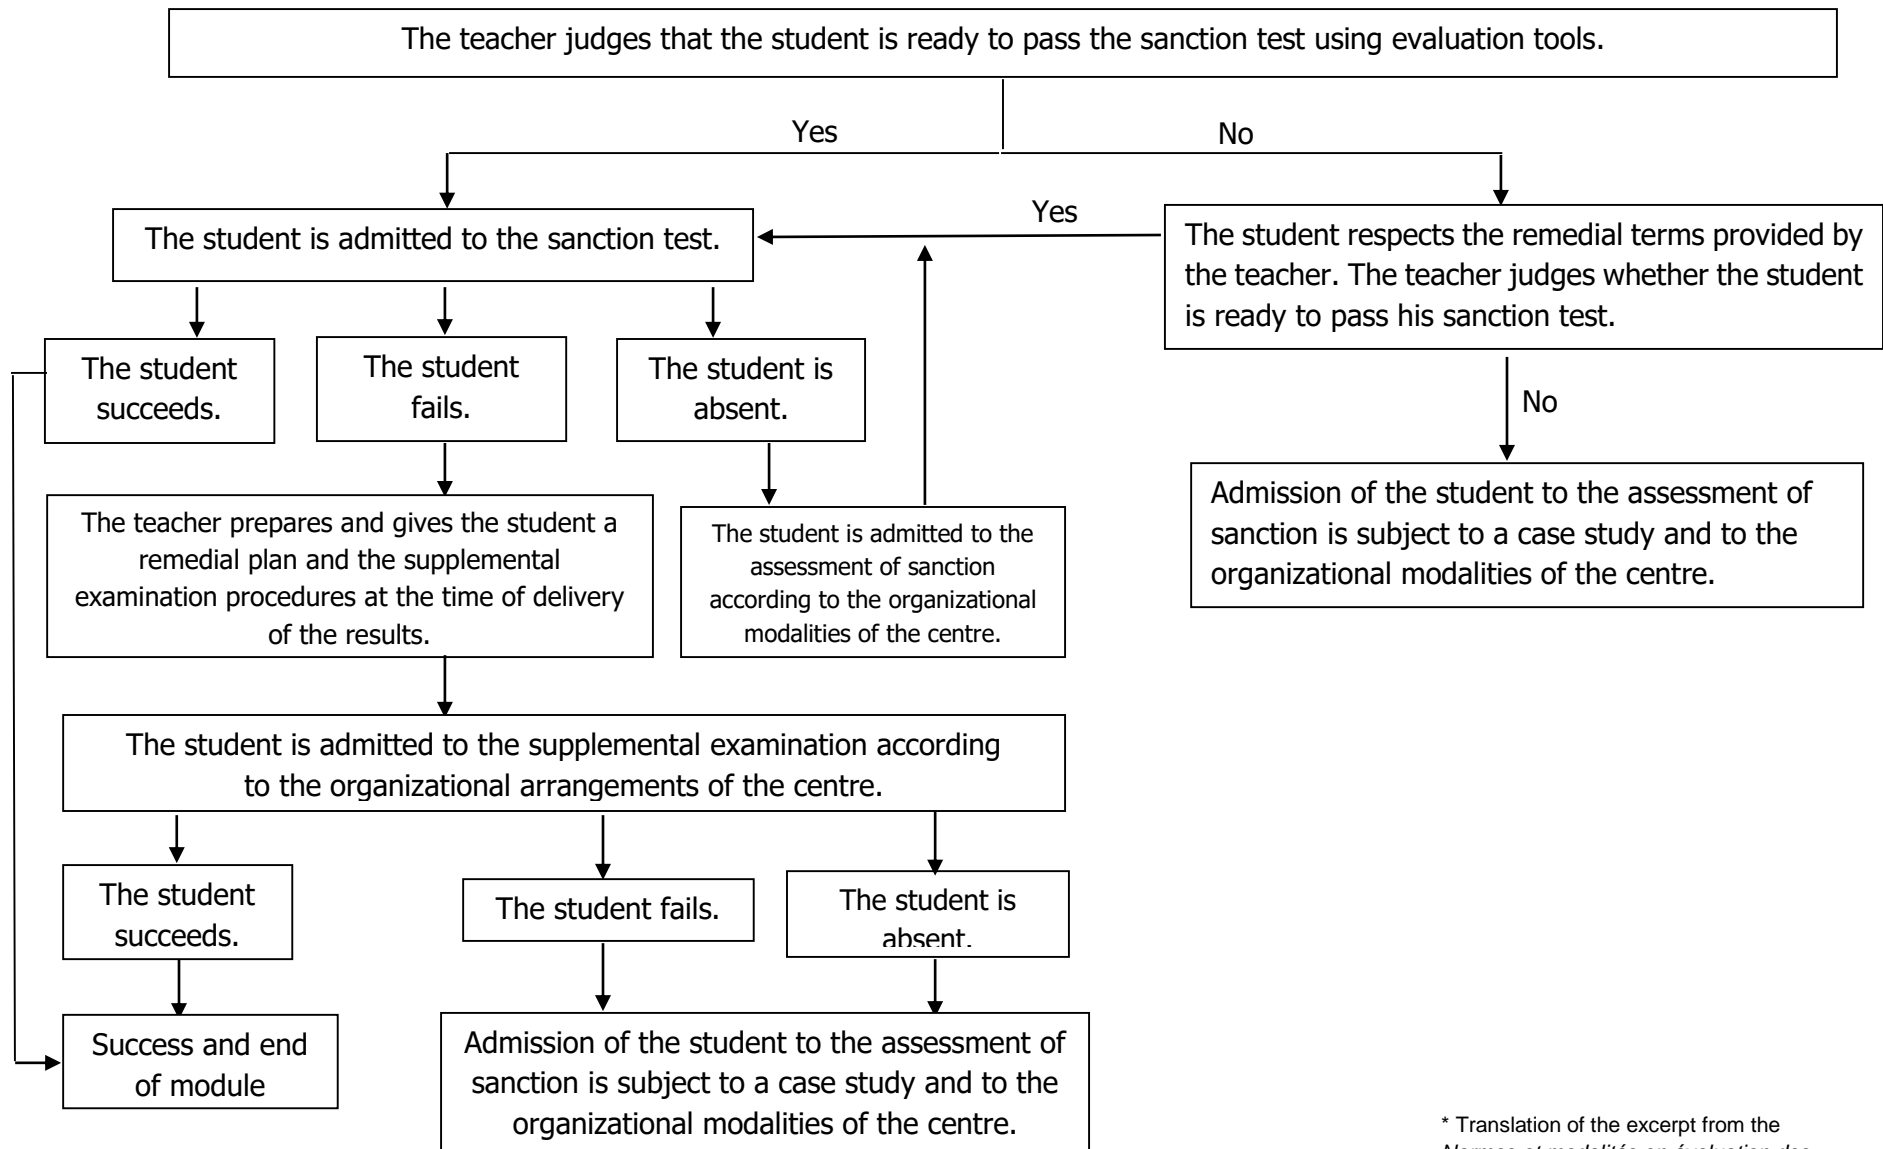 The teacher judges that the student is ready to pass the sanction test using evaluation tools.
Yes
No
The student is admitted to the sanction test.
Yes
The student respects the remedial terms provided by
the teacher. The teacher judges whether the student
is ready to pass his sanction test.
The student
succeeds.
The student
fails.
The student is
absent.
No
Admission of the student to the assessment of
sanction is subject to a case study and to the
organizational modalities of the centre.
The teacher prepares and gives the student a
remedial plan and the supplemental
examination procedures at the time of delivery
of the results.
The student is admitted to the
assessment of sanction
according to the organizational
modalities of the centre.
The student is admitted to the supplemental examination according
to the organizational arrangements of the centre.
The student
succeeds.
The student fails.
The student is
absent.
Success and end
of module
Admission of the student to the assessment of
sanction is subject to a case study and to the
organizational modalities of the centre.
* Translation of the excerpt from the
Normes et modalités en évaluation des